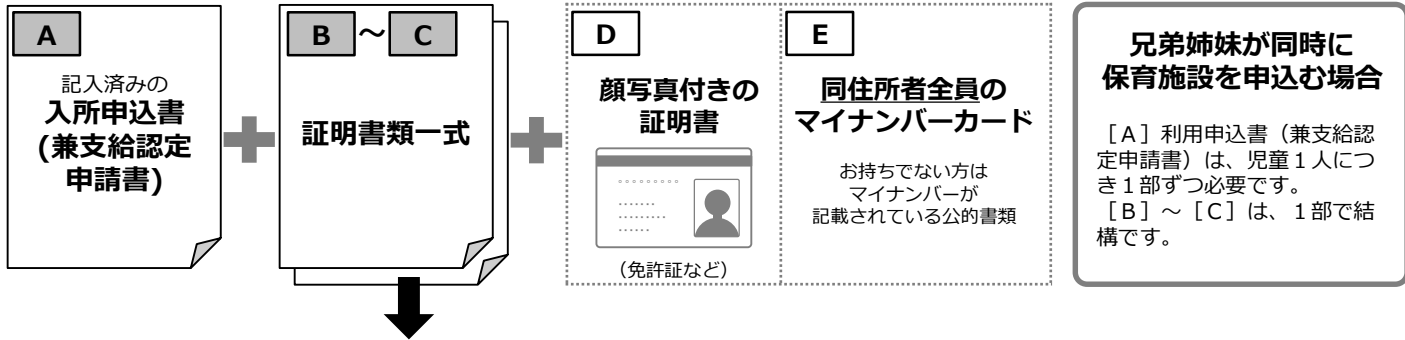 A
記入済みの
入所申込書
(兼支給認定
申請書)
B ～ C
証明書類一式
D
顔写真付きの
証明書
（免許証など）
E
同住所者全員の
マイナンバーカード
お持ちでない方は
マイナンバーが
記載されている公的書類
兄弟姉妹が同時に
保育施設を申込む場合
［A］利用申込書（兼支給認
定申請書）は、児童１人につ
き１部ずつ必要です。
［B］～［C］は、１部で結
構です。